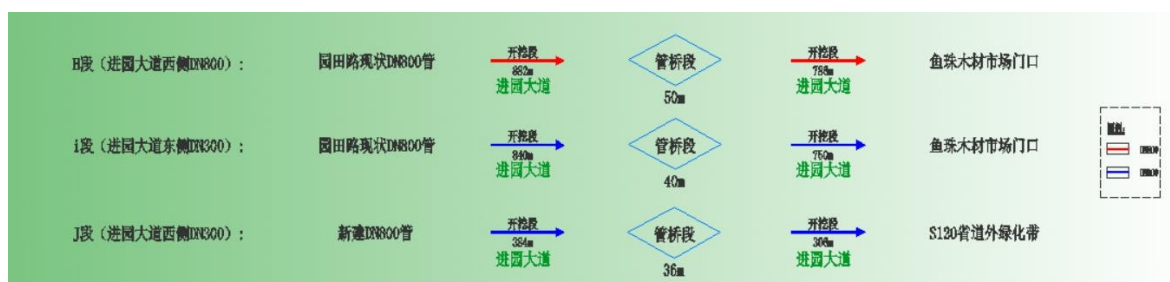 H段（进园大道西侧DN800）： 园田路现状DN800管 开挖段 882m 进园大道 管桥段 50m 开挖段 786m 进园大道 鱼珠木材市场门口
i段（进园大道东侧DN300）： 园田路现状DN800管 开挖段 840m 进园大道 管桥段 40m 开挖段 750m 进园大道 鱼珠木材市场门口
J段（进园大道西侧DN300）： 新建DN800管 开挖段 384m 进园大道 管桥段 36m 开挖段 306m 进园大道 S120省道外绿化带